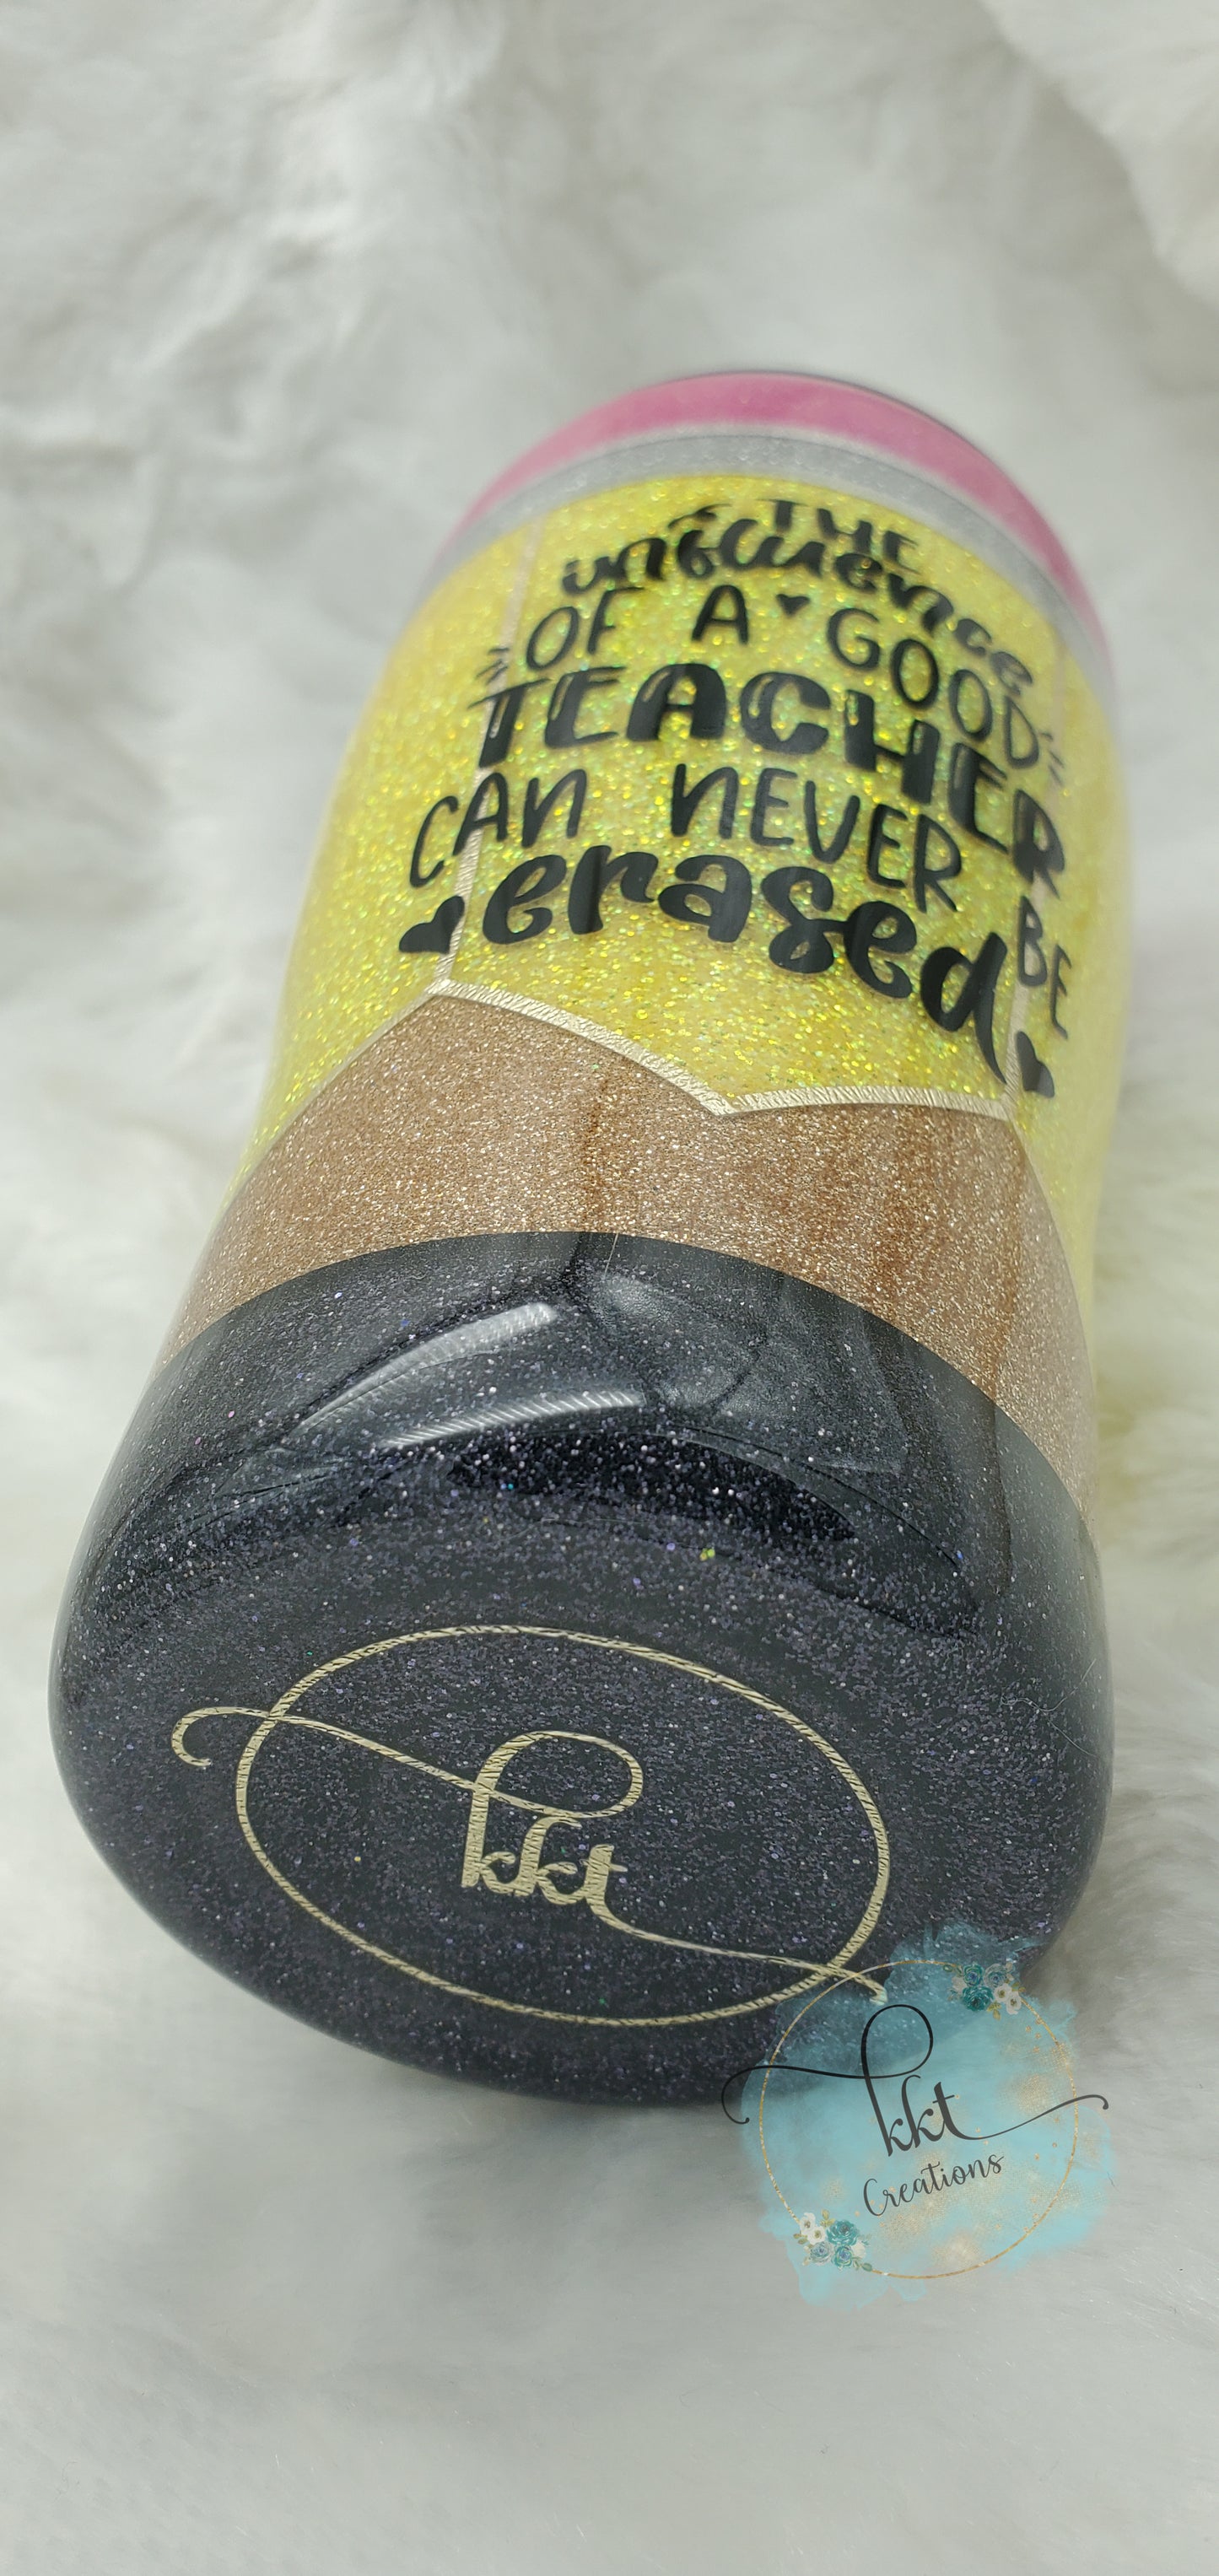 THE
influence
OF A GOOD
TEACHER
CAN NEVER BE
erased
kkt
kkt
Creations